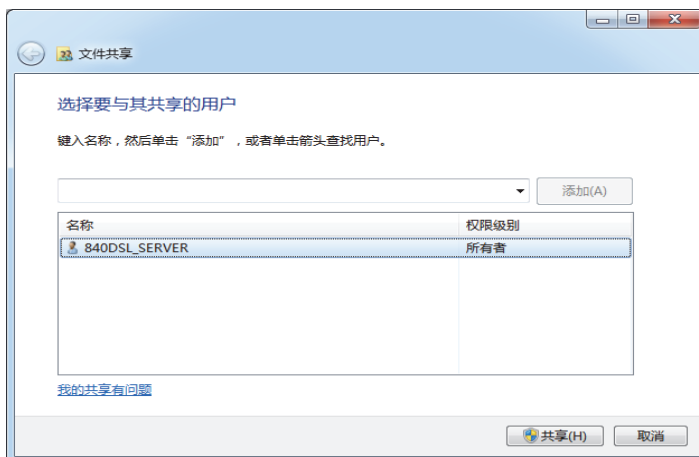 文件共享
选择要与其共享的用户
键入名称，然后单击“添加”，或者单击箭头查找用户。
添加(A)
名称 权限级别
840DSL_SERVER 所有者
我的共享有问题
共享(H) 取消